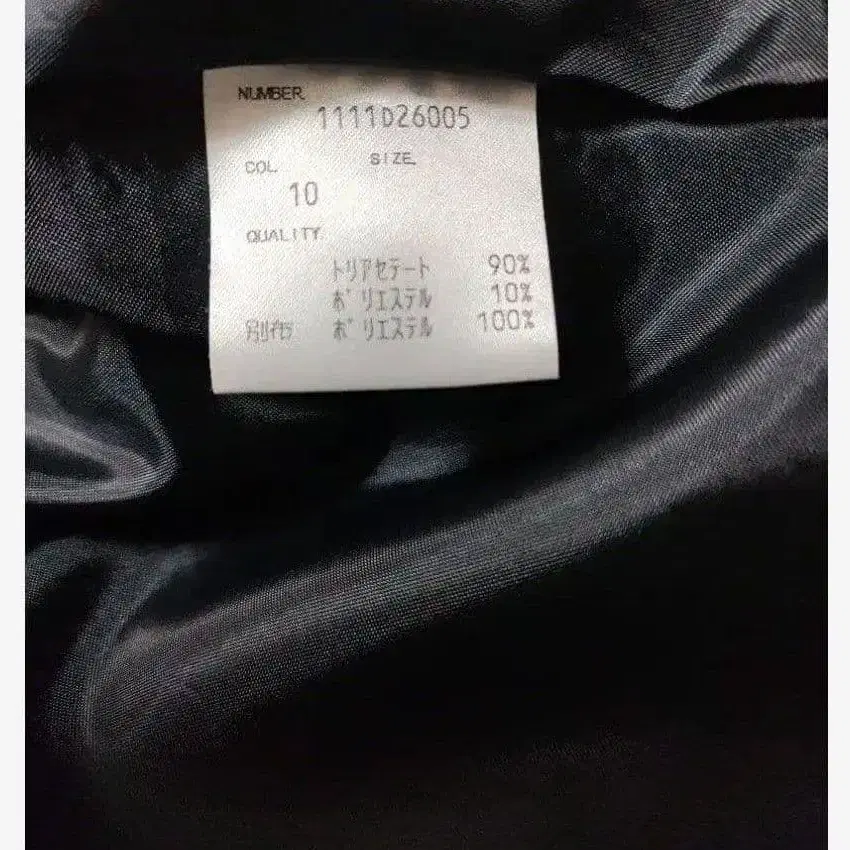 NUMBER
1111D26005
COL. SIZE
10
QUALITY
トリアセテート 90%
ポリエステル 10%
別布 ポリエステル 100%